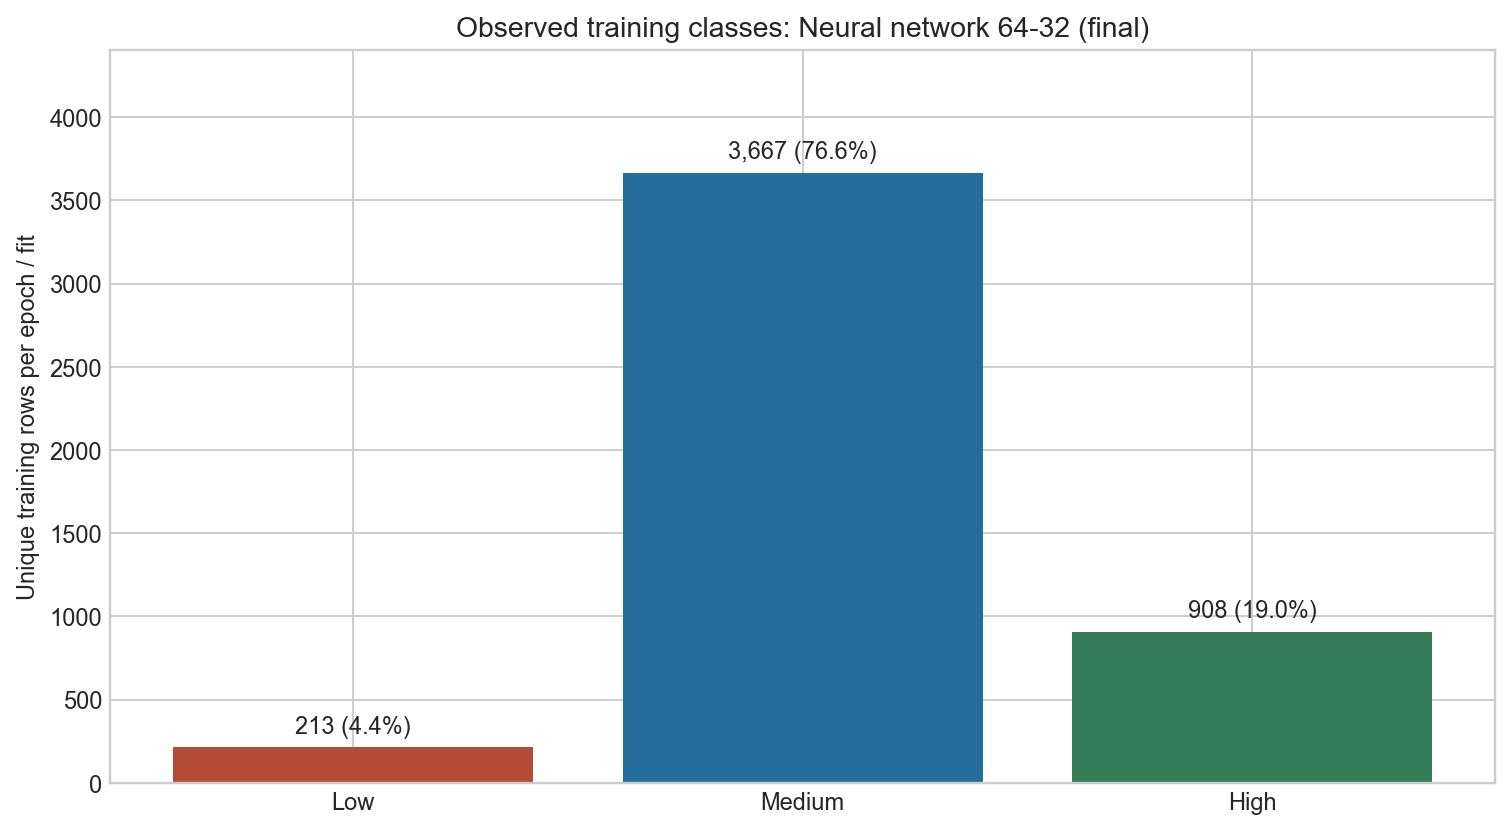 Observed training classes: Neural network 64-32 (final)
Unique training rows per epoch / fit
4000
3500
3000
2500
2000
1500
1000
500
0
3,667 (76.6%)
908 (19.0%)
213 (4.4%)
Low
Medium
High